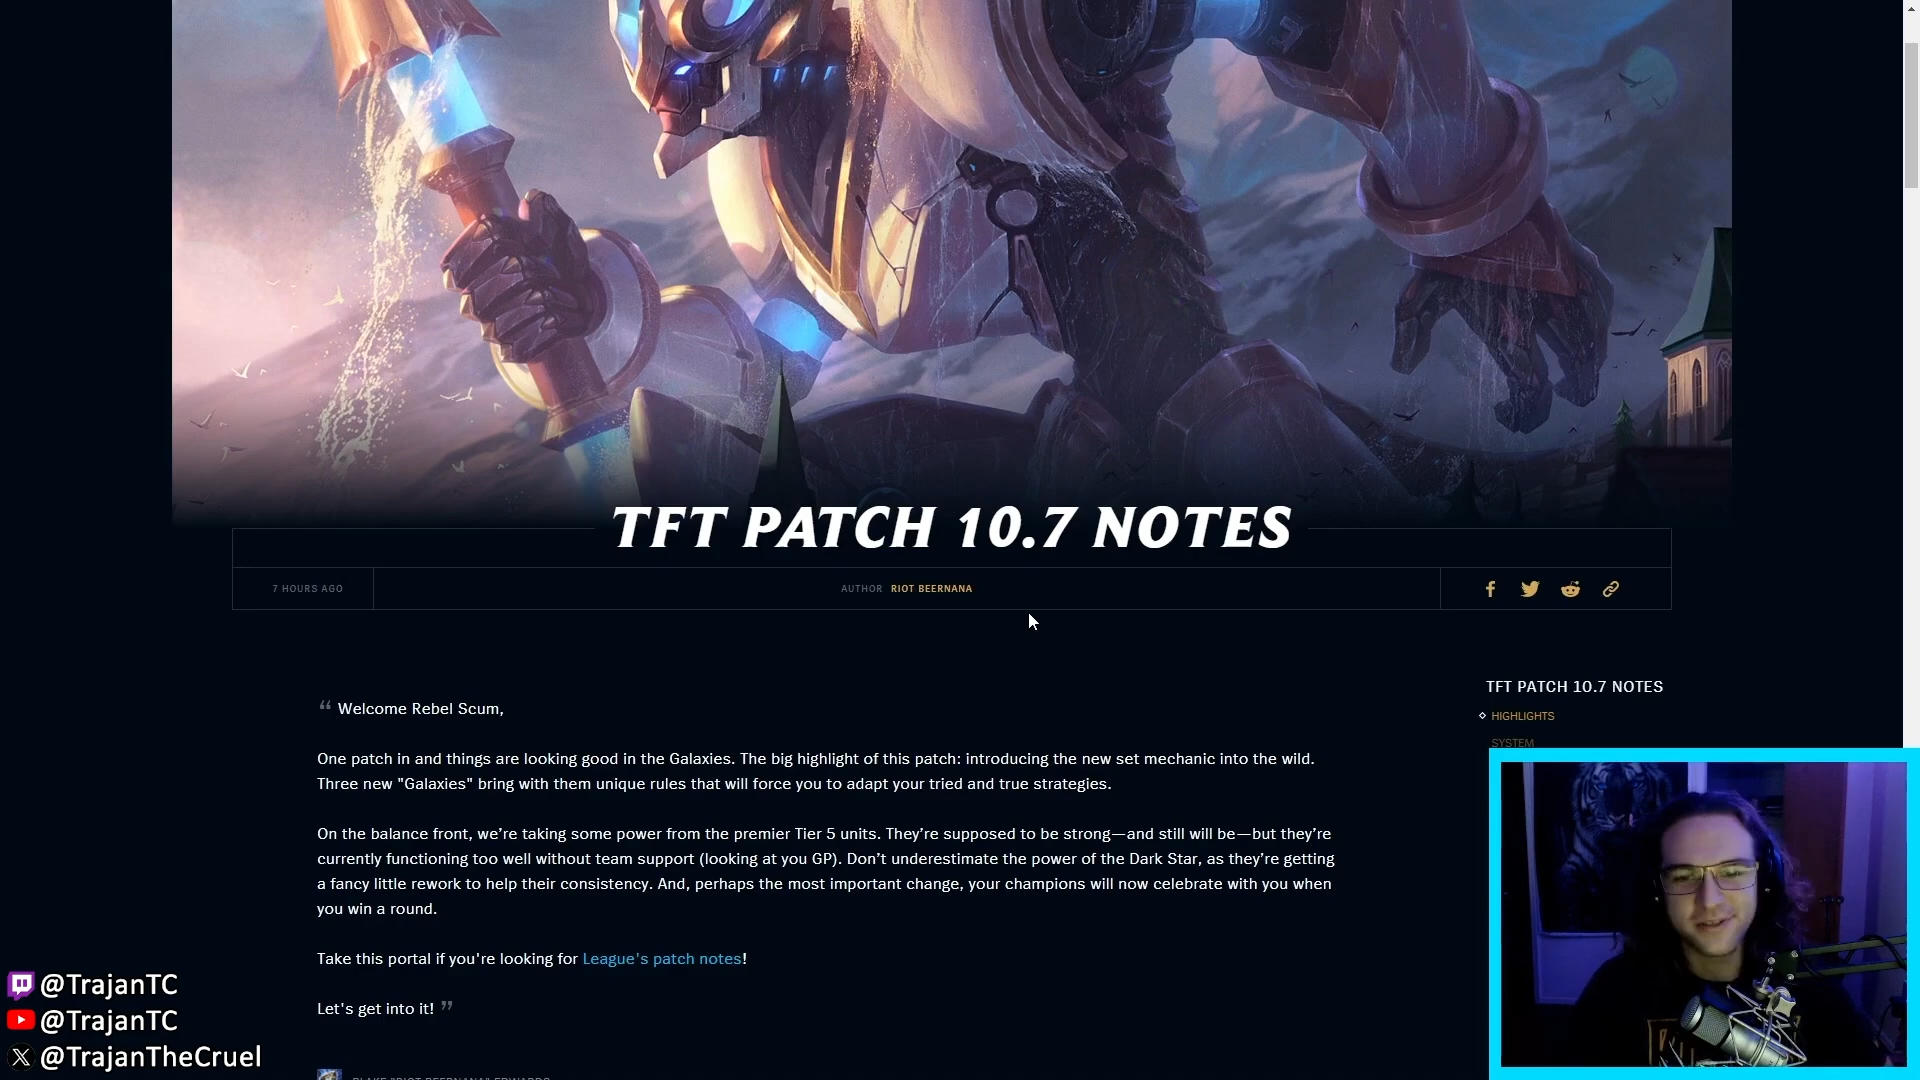 TFT PATCH 10.7 NOTES
7 HOURS AGO
AUTHOR RIOT BEERNANA
“ Welcome Rebel Scum,
One patch in and things are looking good in the Galaxies. The big highlight of this patch: introducing the new set mechanic into the wild.
Three new "Galaxies" bring with them unique rules that will force you to adapt your tried and true strategies.
On the balance front, we’re taking some power from the premier Tier 5 units. They’re supposed to be strong—and still will be—but they’re
currently functioning too well without team support (looking at you GP). Don’t underestimate the power of the Dark Star, as they’re getting
a fancy little rework to help their consistency. And, perhaps the most important change, your champions will now celebrate with you when
you win a round.
Take this portal if you're looking for League's patch notes!
Let's get into it! ”
BLAKE "RIOT BEERNANA" EDWARDS
TFT PATCH 10.7 NOTES
HIGHLIGHTS
SYSTEM
@TrajanTC
@TrajanTC
@TrajanTheCruel